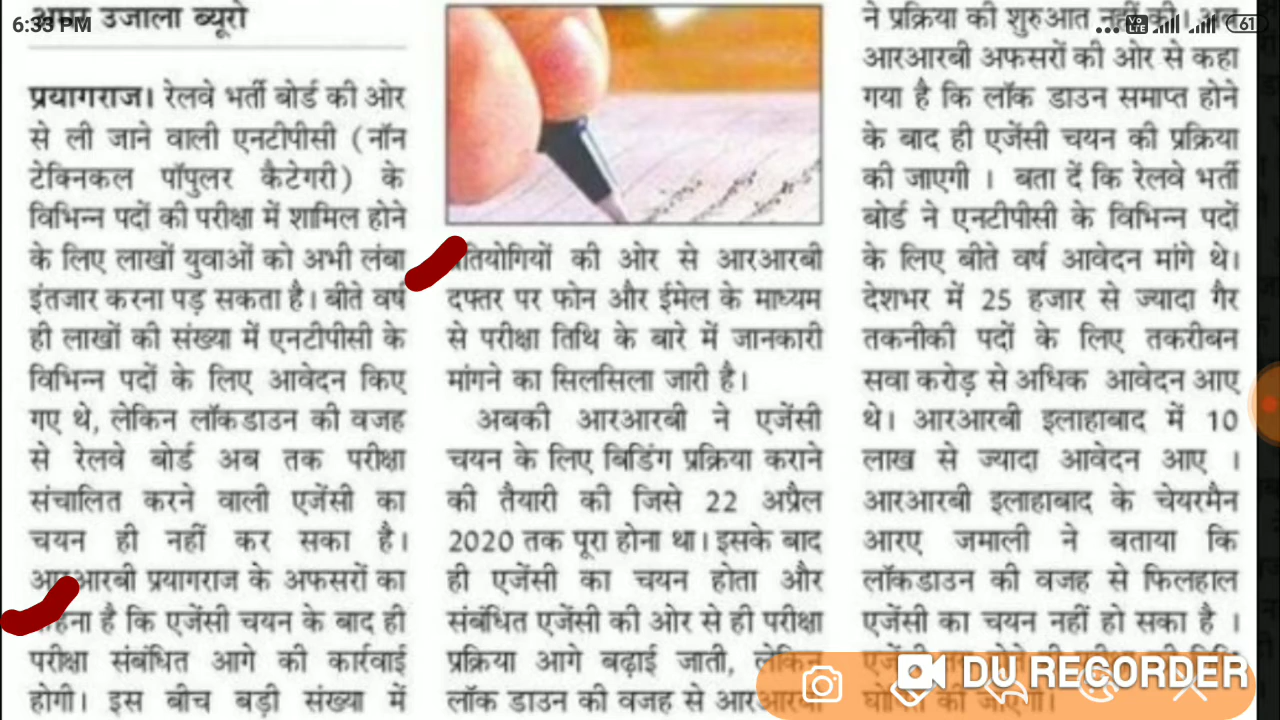 6:33 PM
61
अमर उजाला ब्यूरो
प्रयागराज। रेलवे भर्ती बोर्ड की ओर
से ली जाने वाली एनटीपीसी (नॉन
टेक्निकल पॉपुलर कैटेगरी) के
विभिन्न पदों की परीक्षा में शामिल होने
के लिए लाखों युवाओं को अभी लंबा
इंतजार करना पड़ सकता है। बीते वर्ष
ही लाखों की संख्या में एनटीपीसी के
विभिन्न पदों के लिए आवेदन किए
गए थे, लेकिन लॉकडाउन की वजह
से रेलवे बोर्ड अब तक परीक्षा
संचालित करने वाली एजेंसी का
चयन ही नहीं कर सका है।
आरआरबी प्रयागराज के अफसरों का
है कि एजेंसी चयन के बाद ही
परीक्षा संबंधित आगे की कार्रवाई
होगी। इस बीच बड़ी संख्या में
की ओर से आरआरबी
दफ्तर पर फोन और ईमेल के माध्यम
से परीक्षा तिथि के बारे में जानकारी
मांगने का सिलसिला जारी है।
अबकी आरआरबी ने एजेंसी
चयन के लिए बिडिंग प्रक्रिया कराने
की तैयारी की जिसे 22 अप्रैल
2020 तक पूरा होना था। इसके बाद
ही एजेंसी का चयन होता और
संबंधित एजेंसी की ओर से ही परीक्षा
प्रक्रिया आगे बढ़ाई जाती, लेकिन
लॉक डाउन की वजह से आरआरबी
ने प्रक्रिया की शुरुआत नहीं की।
आरआरबी अफसरों की ओर से कहा
गया है कि लॉक डाउन समाप्त होने
के बाद ही एजेंसी चयन की प्रक्रिया
की जाएगी । बता दें कि रेलवे भर्ती
बोर्ड ने एनटीपीसी के विभिन्न पदों
के लिए बीते वर्ष आवेदन मांगे थे।
देशभर में 25 हजार से ज्यादा गैर
तकनीकी पदों के लिए तकरीबन
सवा करोड़ से अधिक आवेदन आए
थे। आरआरबी इलाहाबाद में 10
लाख से ज्यादा आवेदन आए ।
आरआरबी इलाहाबाद के चेयरमैन
आरए जमाली ने बताया कि
लॉकडाउन की वजह से फिलहाल
एजेंसी का चयन नहीं हो सका है ।
DU RECORDER